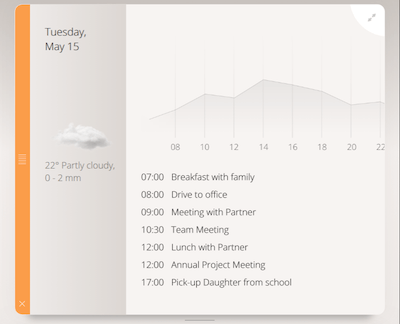 Tuesday,
May 15
22° Partly cloudy,
0 - 2 mm
08 10 12 14 16 18 20 22
07:00 Breakfast with family
08:00 Drive to office
09:00 Meeting with Partner
10:30 Team Meeting
12:00 Lunch with Partner
12:00 Annual Project Meeting
17:00 Pick-up Daughter from school